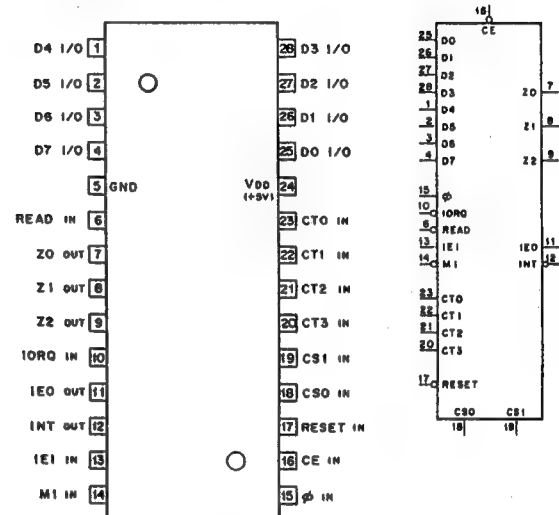 D4 I/O 1 28 D3 I/O
D5 I/O 2 27 D2 I/O
D6 I/O 3 26 D1 I/O
D7 I/O 4 25 D0 I/O
5 GND VDD (+5V) 24
READ IN 6 23 CT0 IN
Z0 OUT 7 22 CT1 IN
Z1 OUT 8 21 CT2 IN
Z2 OUT 9 20 CT3 IN
IORQ IN 10 19 CS1 IN
IEO OUT 11 18 CS0 IN
INT OUT 12 17 RESET IN
IEI IN 13 16 CE IN
M1 IN 14 15 φ IN
16
CE
25 D0
26 D1
27 D2
28 D3 Z0 7
1 D4
2 D5 Z1 8
3 D6
4 D7 Z2 9
15 φ
10 IORQ
6 READ
13 IEI IEO 11
14 M1 INT 12
23 CT0
22 CT1
21 CT2
20 CT3
17 RESET
CS0 CS1
18 19